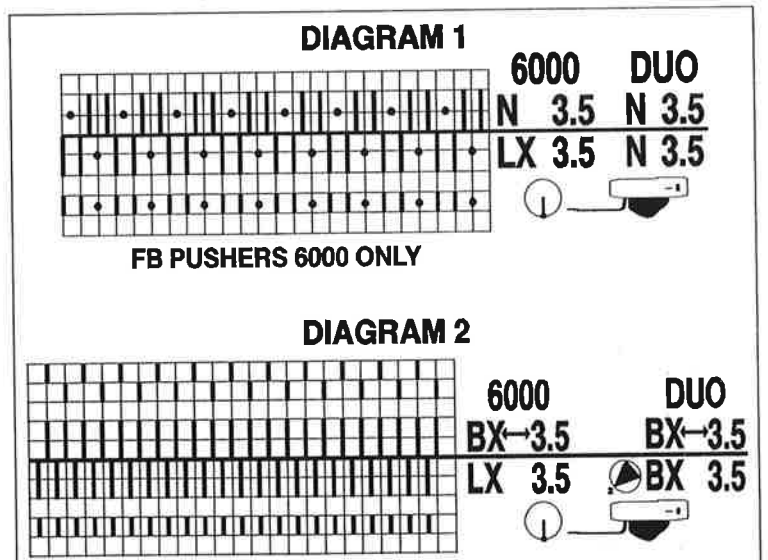 DIAGRAM 1
6000 DUO
N 3.5 N 3.5
LX 3.5 N 3.5
FB PUSHERS 6000 ONLY
DIAGRAM 2
6000 DUO
BX↔3.5 BX↔3.5
LX 3.5 BX 3.5